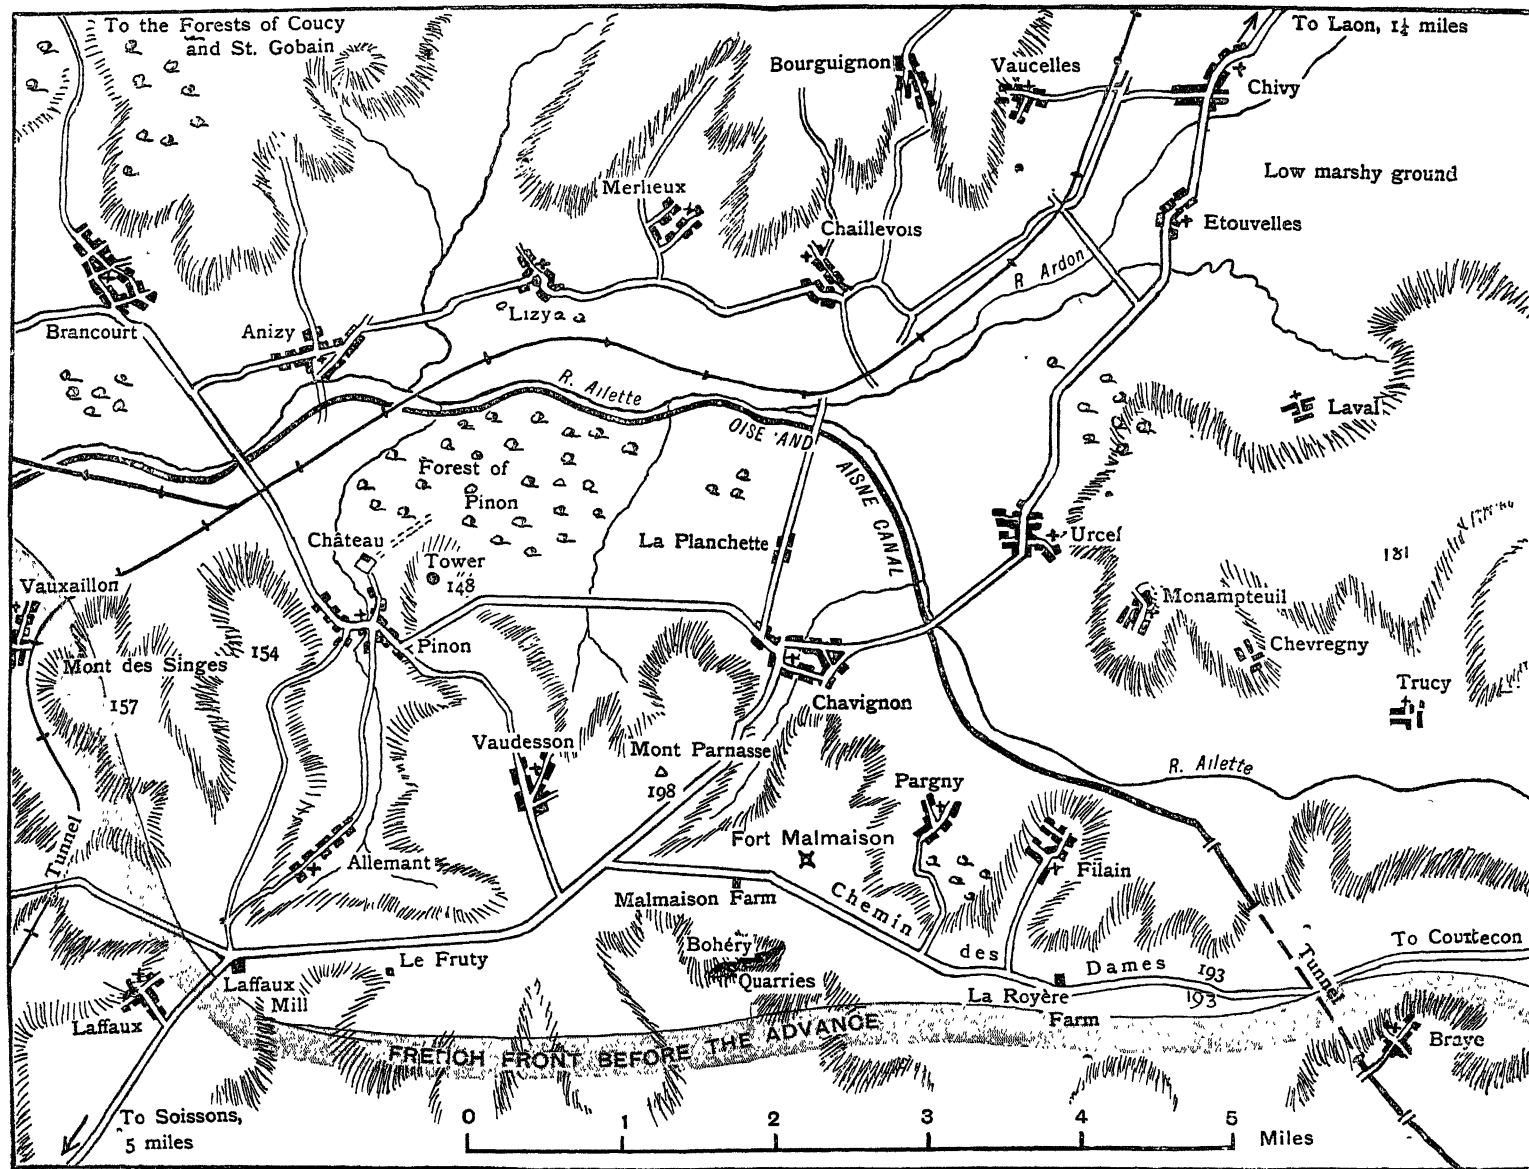 To the Forests of Coucy
and St. Gobain
To Laon, 1¼ miles
Bourguignon
Vaucelles
Chivy
Low marshy ground
Merlieux
Etouvelles
Chaillevois
R. Ardon
Brancourt
Anizy
Lizy
R. Ailette
Laval
OISE AND
AISNE CANAL
Forest of
Pinon
Château
La Planchette
Urcel
Tower
148
181
Vauxaillon
Monampteuil
Mont des Singes
154
Pinon
Chevregny
157
Chavignon
Trucy
Vaudesson
Mont Parnasse
198
R. Ailette
Pargny
Tunnel
Allemant
Fort Malmaison
Filain
Malmaison Farm
Chemin
des
Dames
193
193
To Courtecon
Tunnel
Le Fruty
Bohéry
Quarries
Laffaux
Mill
La Royère
Farm
Laffaux
FRENCH FRONT BEFORE THE ADVANCE
Braye
To Soissons,
5 miles
0 1 2 3 4 5 Miles